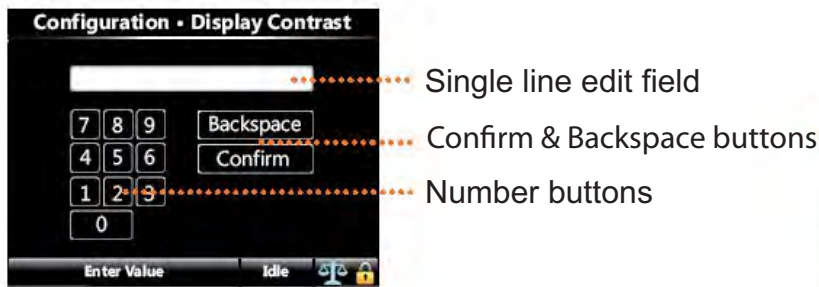 Configuration • Display Contrast
Single line edit field
7 8 9 Backspace
Confirm & Backspace buttons
4 5 6 Confirm
1 2 3 Number buttons
0
Enter Value Idle